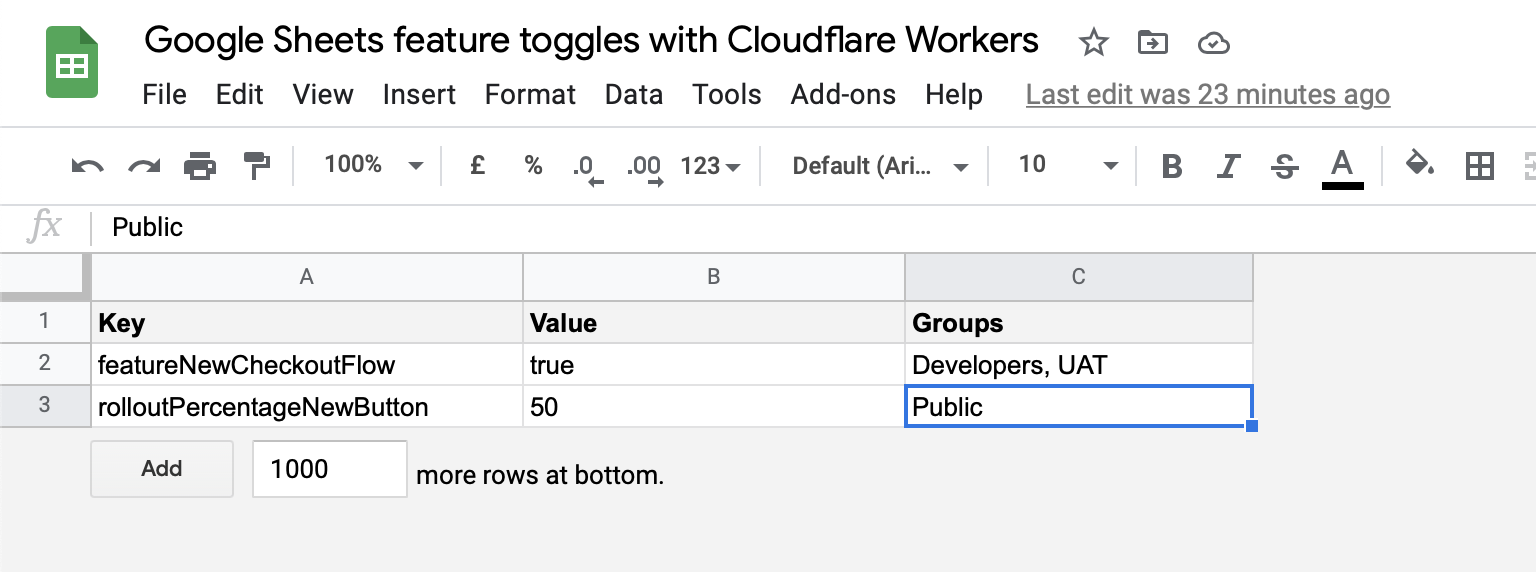 Google Sheets feature toggles with Cloudflare Workers
File Edit View Insert Format Data Tools Add-ons Help Last edit was 23 minutes ago
100% £ % .0 .00 123 Default (Ari... 10 B I S A
fx Public
A B C
1 Key Value Groups
2 featureNewCheckoutFlow true Developers, UAT
3 rolloutPercentageNewButton 50 Public
Add 1000 more rows at bottom.